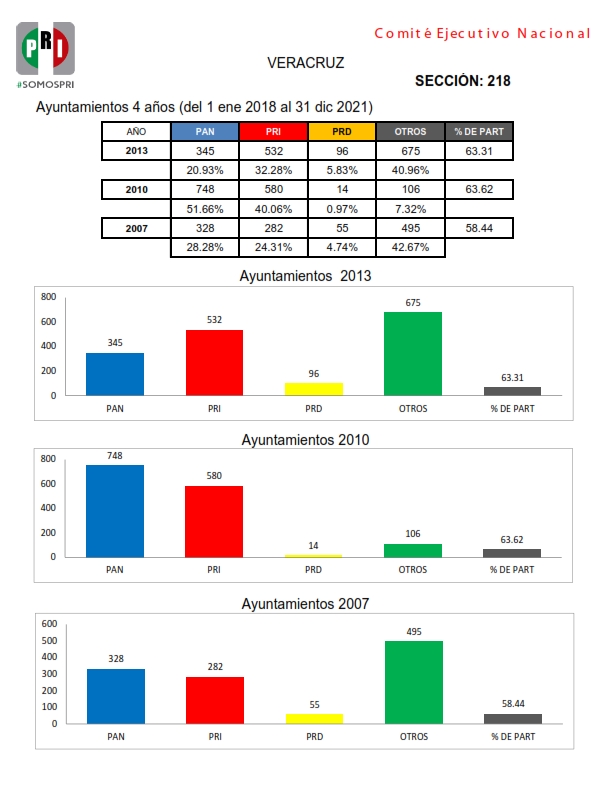 Comité Ejecutivo Nacional
PRI
#SOMOSPRI
VERACRUZ
SECCIÓN: 218
Ayuntamientos 4 años (del 1 ene 2018 al 31 dic 2021)
AÑO PAN PRI PRD OTROS % DE PART
2013 345 532 96 675 63.31
20.93% 32.28% 5.83% 40.96%
2010 748 580 14 106 63.62
51.66% 40.06% 0.97% 7.32%
2007 328 282 55 495 58.44
28.28% 24.31% 4.74% 42.67%
Ayuntamientos 2013
800
600
400
200
0
345 532 96 675 63.31
PAN PRI PRD OTROS % DE PART
Ayuntamientos 2010
800
600
400
200
0
748 580 14 106 63.62
PAN PRI PRD OTROS % DE PART
Ayuntamientos 2007
600
500
400
300
200
100
0
328 282 55 495 58.44
PAN PRI PRD OTROS % DE PART